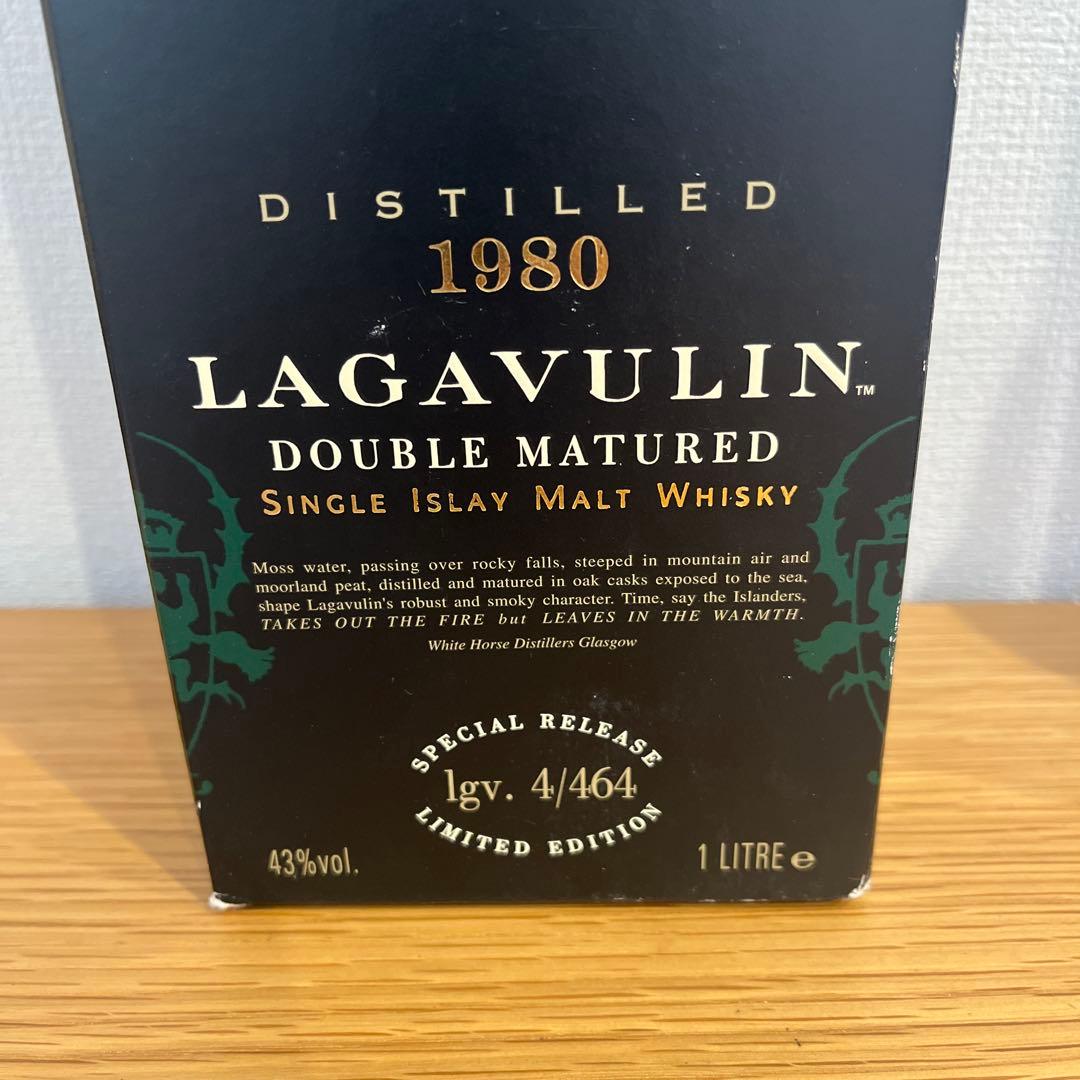 DISTILLED
1980
LAGAVULIN™
DOUBLE MATURED
SINGLE ISLAY MALT WHISKY
Moss water, passing over rocky falls, steeped in mountain air and
moorland peat, distilled and matured in oak casks exposed to the sea,
shape Lagavulin's robust and smoky character. Time, say the Islanders,
TAKES OUT THE FIRE but LEAVES IN THE WARMTH.
White Horse Distillers Glasgow
SPECIAL RELEASE
lgv. 4/464
LIMITED EDITION
43%vol.
1 LITRE ℮